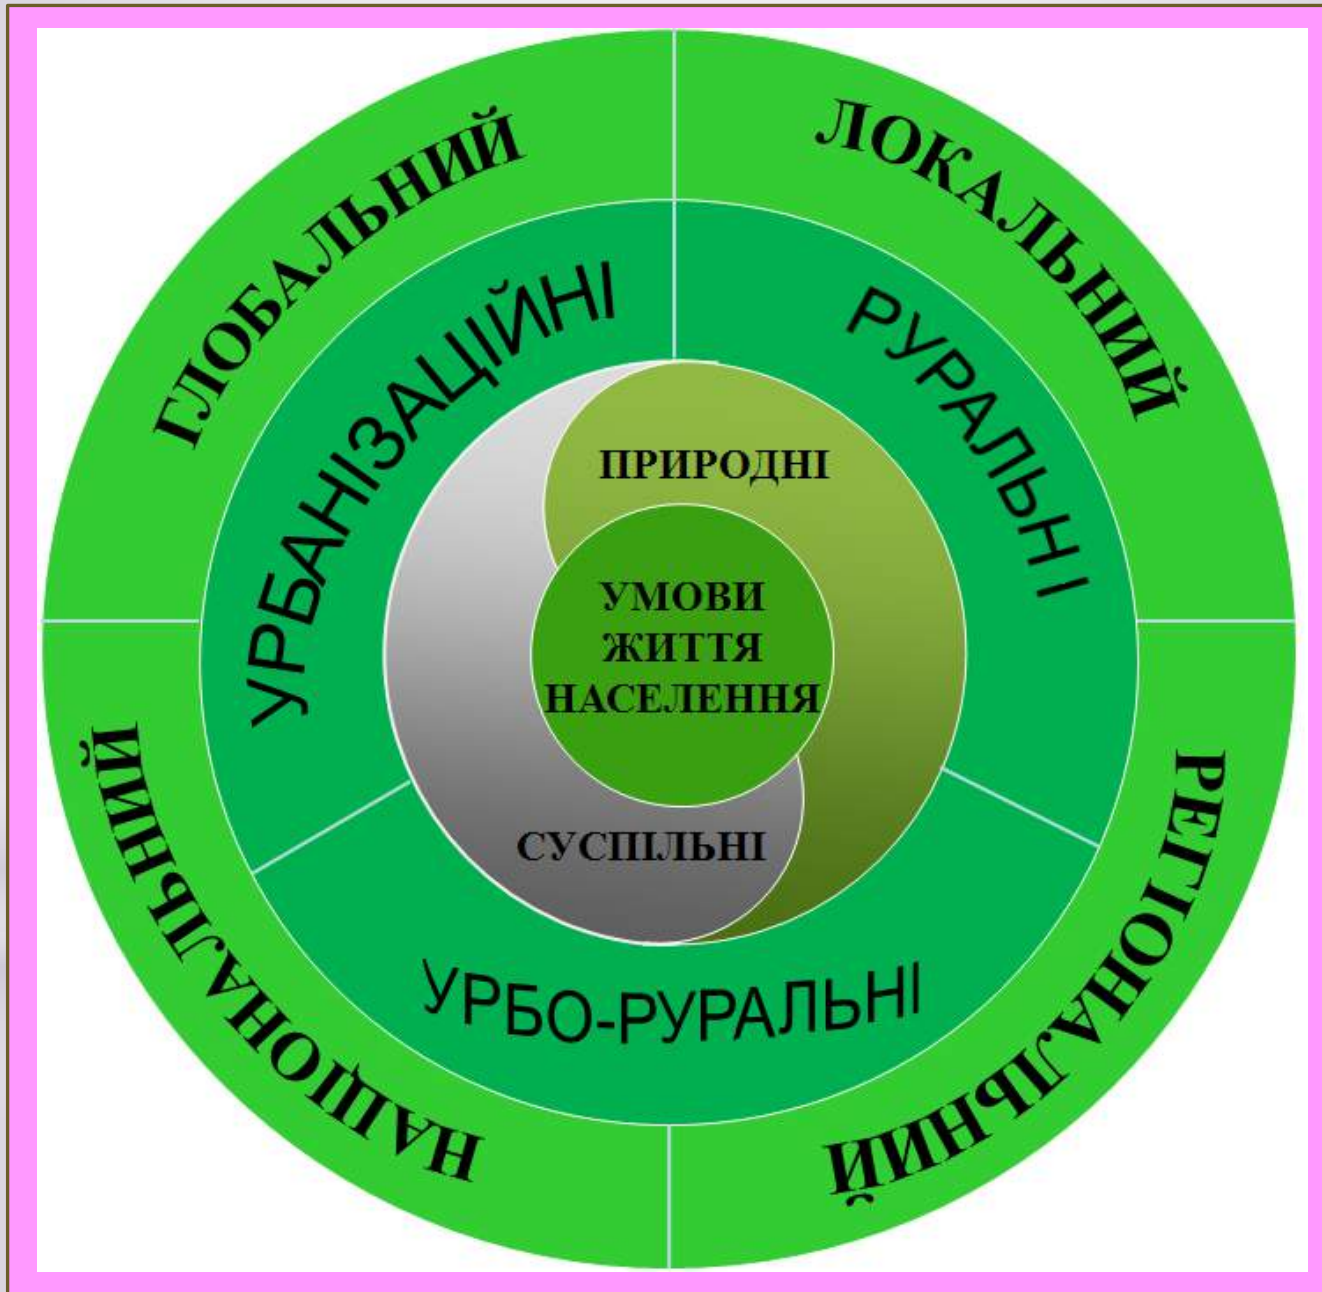 ГЛОБАЛЬНИЙ
ЛОКАЛЬНИЙ
УРБАНІЗАЦІЙНІ
РУРАЛЬНІ
ПРИРОДНІ
УМОВИ
ЖИТТЯ
НАСЕЛЕННЯ
СУСПІЛЬНІ
УРБО-РУРАЛЬНІ
НАЦІОНАЛЬНИЙ
РЕГІОНАЛЬНИЙ